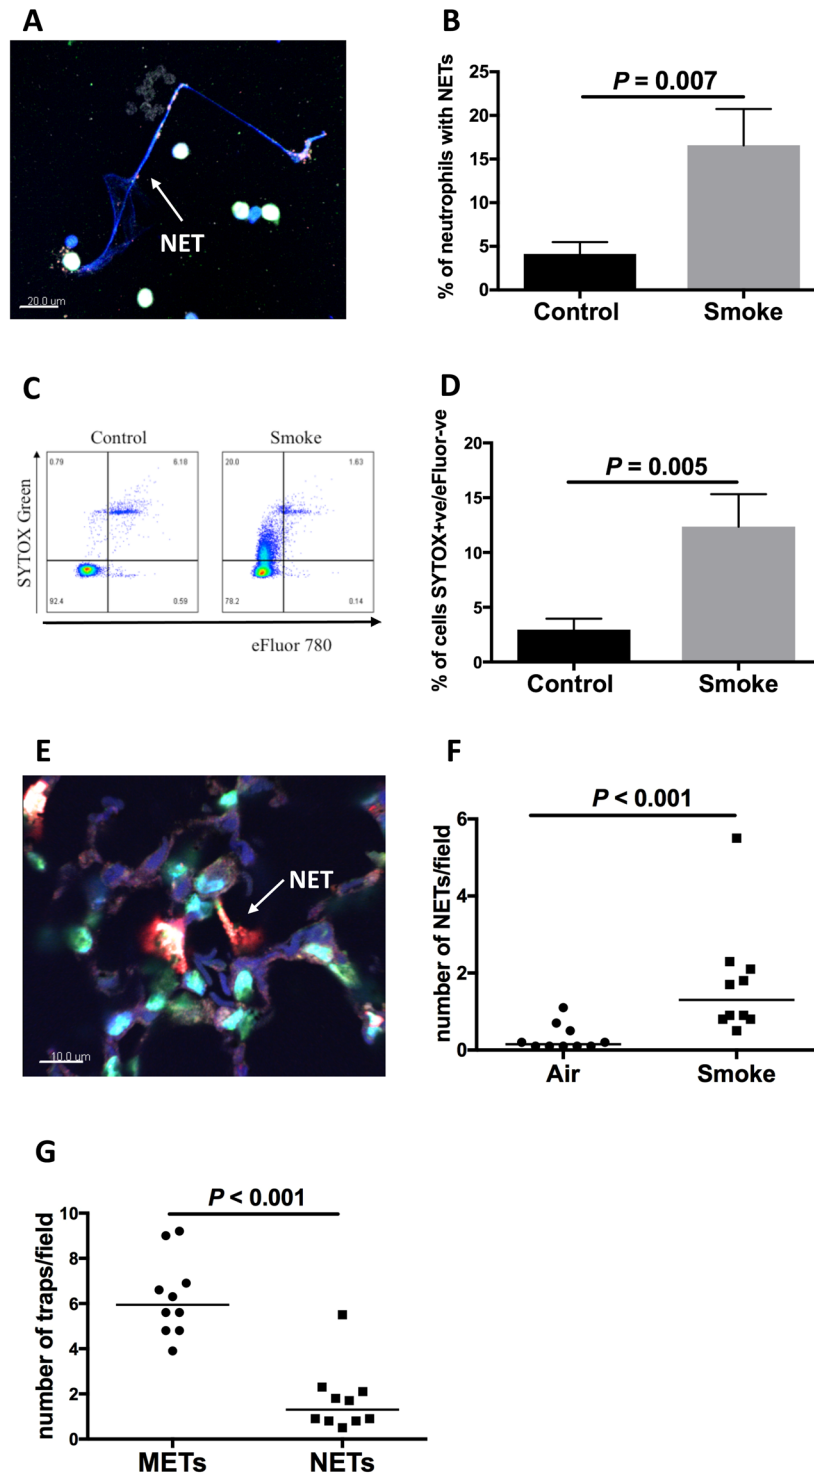 A
NET
20.0 um
B
% of neutrophils with NETs
25
20
15
10
5
0
P = 0.007
Control
Smoke
C
Control
Smoke
SYTOX Green
0.79
6.18
92.4
0.59
20.0
1.63
78.2
0.14
eFluor 780
D
% of cells SYTOX+ve/eFluor-ve
20
15
10
5
0
P = 0.005
Control
Smoke
E
NET
10.0 um
F
number of NETs/field
6
4
2
0
P < 0.001
Air
Smoke
G
number of traps/field
10
8
6
4
2
0
P < 0.001
METs
NETs